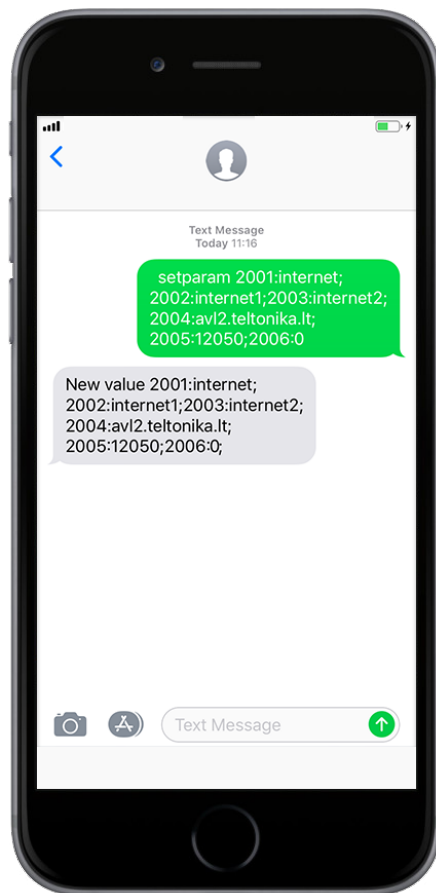 Text Message
Today 11:16
setparam 2001:internet;
2002:internet1;2003:internet2;
2004:avl2.teltonika.lt;
2005:12050;2006:0
New value 2001:internet;
2002:internet1;2003:internet2;
2004:avl2.teltonika.lt;
2005:12050;2006:0;
Text Message